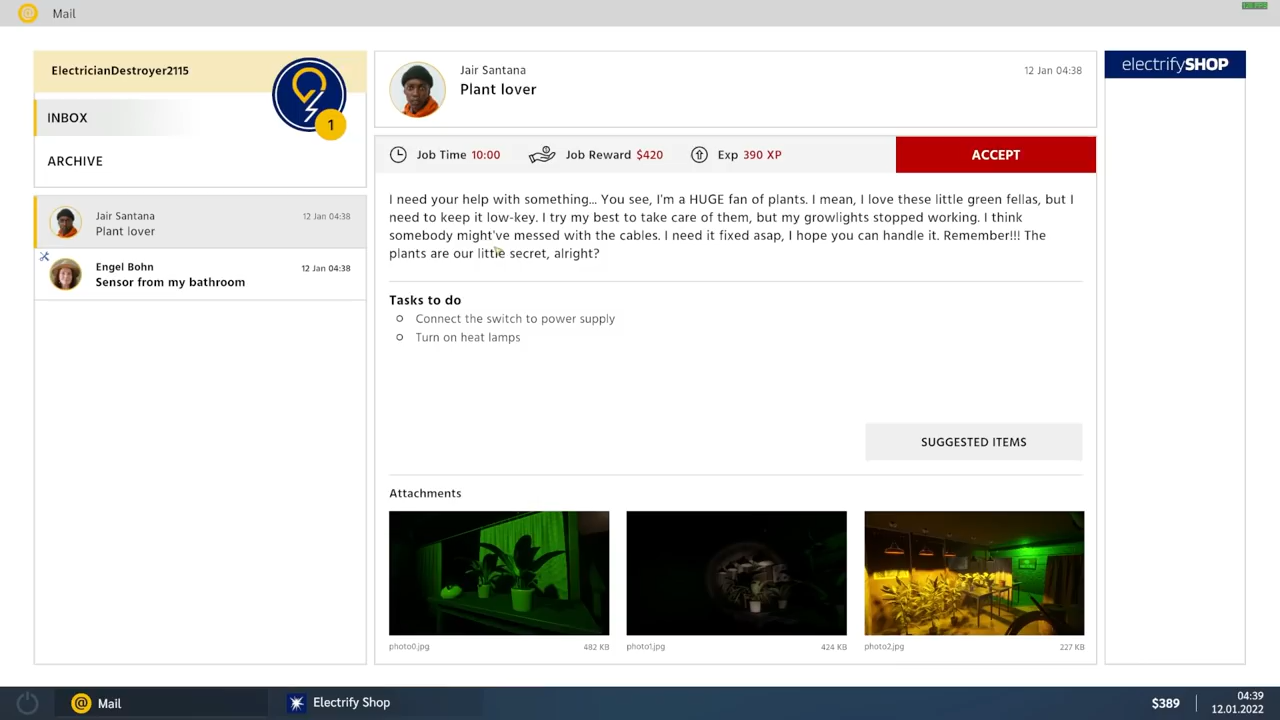 Mail
ElectricianDestroyer2115
INBOX
1
ARCHIVE
Jair Santana
12 Jan 04:38
Plant lover
Engel Bohn
12 Jan 04:38
Sensor from my bathroom
Jair Santana
12 Jan 04:38
Plant lover
Job Time 10:00
Job Reward $420
Exp 390 XP
ACCEPT
I need your help with something... You see, I'm a HUGE fan of plants. I mean, I love these little green fellas, but I
need to keep it low-key. I try my best to take care of them, but my growlights stopped working. I think
somebody might've messed with the cables. I need it fixed asap, I hope you can handle it. Remember!!! The
plants are our little secret, alright?
Tasks to do
Connect the switch to power supply
Turn on heat lamps
SUGGESTED ITEMS
Attachments
photo0.jpg
482 KB
photo1.jpg
424 KB
photo2.jpg
227 KB
electrifySHOP
Mail
Electrify Shop
$389
04:39
12.01.2022